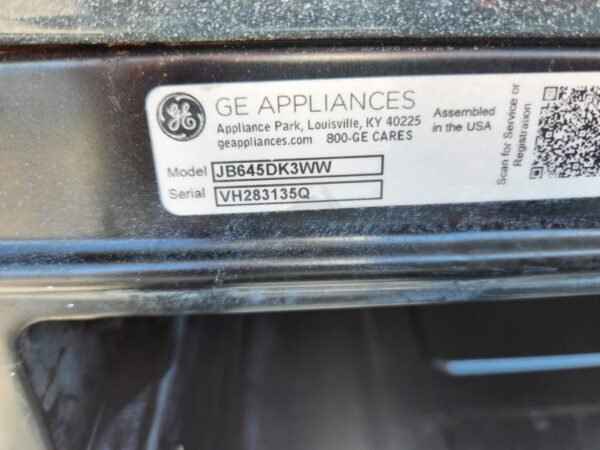 GE APPLIANCES
Appliance Park, Louisville, KY 40225
geappliances.com 800-GE CARES
Assembled
in the USA
Scan for Service or
Registration
Model JB645DK3WW
Serial VH283135Q